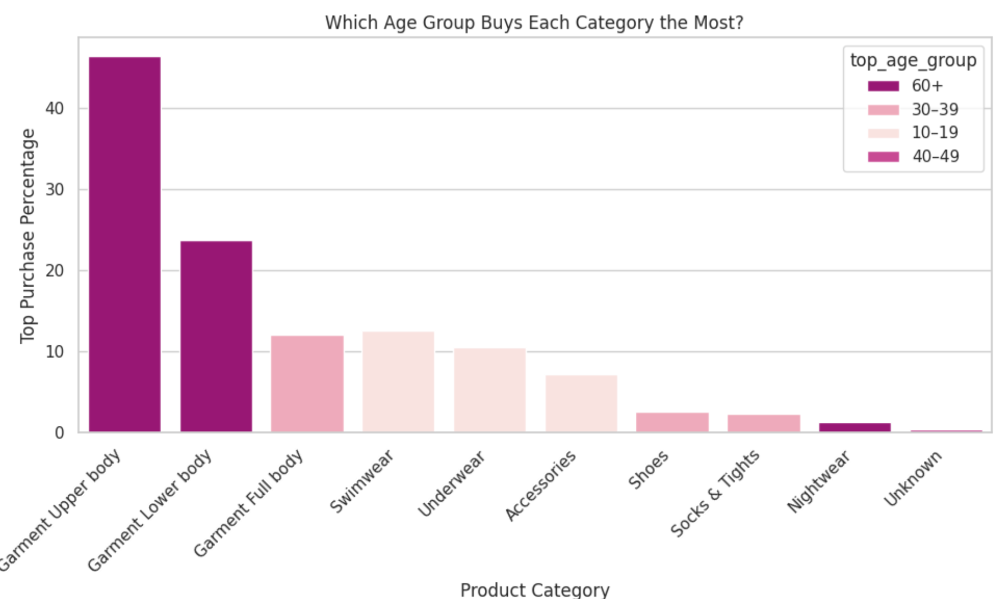 Which Age Group Buys Each Category the Most?
top_age_group
60+
30–39
10–19
40–49
Top Purchase Percentage
40
30
20
10
0
Garment Upper body
Garment Lower body
Garment Full body
Swimwear
Underwear
Accessories
Shoes
Socks & Tights
Nightwear
Unknown
Product Category